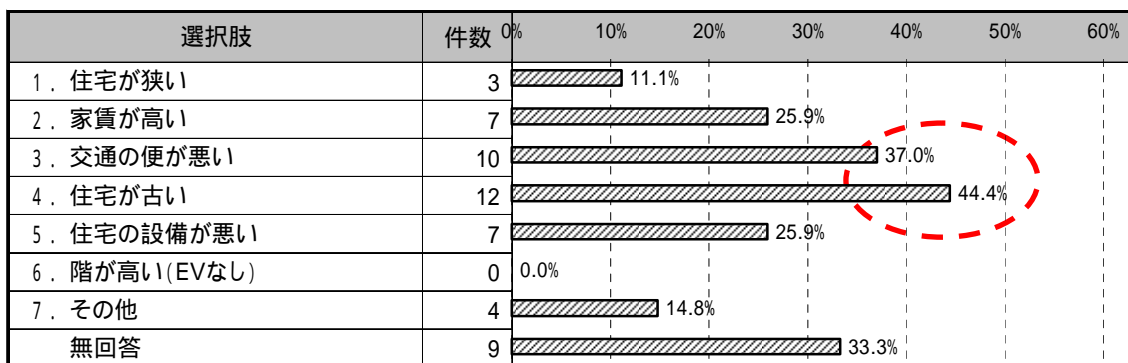 選択肢 件数 0% 10% 20% 30% 40% 50% 60%
1．住宅が狭い 3 11.1%
2．家賃が高い 7 25.9%
3．交通の便が悪い 10 37.0%
4．住宅が古い 12 44.4%
5．住宅の設備が悪い 7 25.9%
6．階が高い(EVなし) 0 0.0%
7．その他 4 14.8%
無回答 9 33.3%